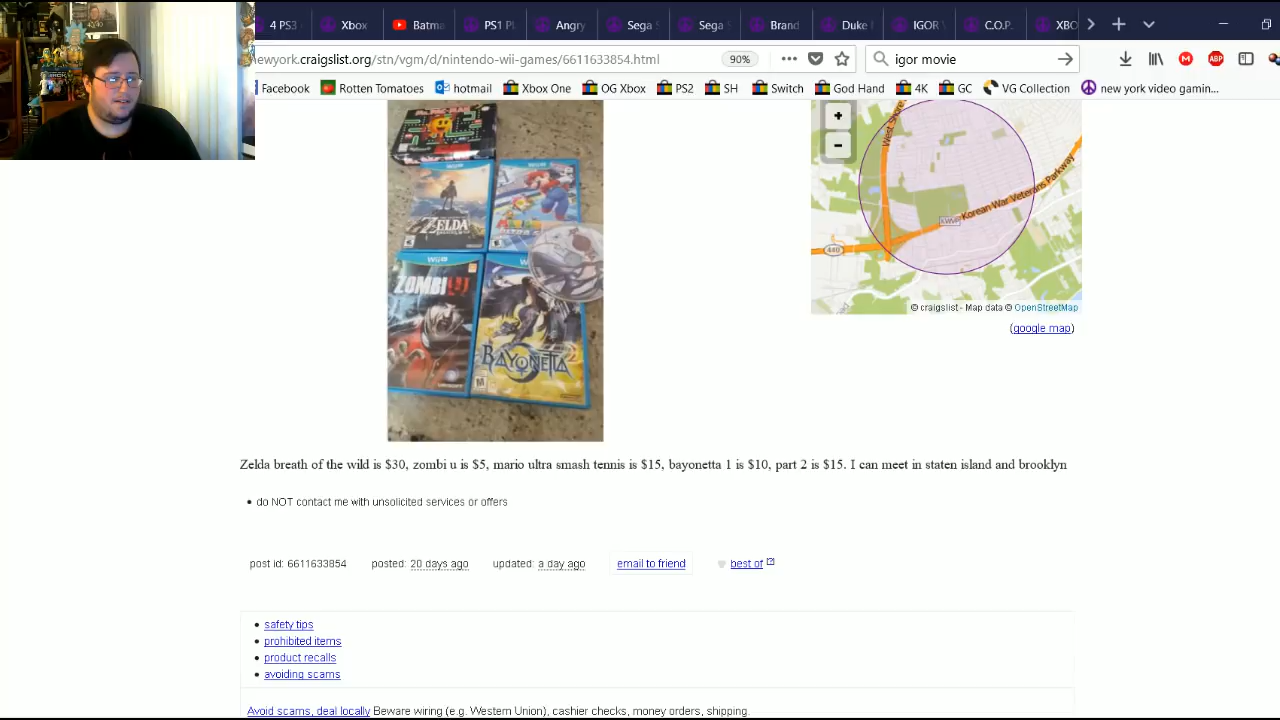 4 PS3
Xbox
Batma
PS1 Pl
Angry
Sega S
Sega
Brand
Duke
IGOR
C.O.P.
XBO
ewyork.craigslist.org/stn/vgm/d/nintendo-wii-games/6611633854.html
90%
igor movie
Facebook
Rotten Tomatoes
hotmail
Xbox One
OG Xbox
PS2
SH
Switch
God Hand
4K
GC
VG Collection
new york video gamin...
ZELDA
Wii U
ZOMBI U
UBISOFT
BAYONETTA
+
-
Korean War Veterans Parkway
KWVP
440
© craigslist - Map data © OpenStreetMap
(google map)
Zelda breath of the wild is $30, zombi u is $5, mario ultra smash tennis is $15, bayonetta 1 is $10, part 2 is $15. I can meet in staten island and brooklyn
do NOT contact me with unsolicited services or offers
post id: 6611633854 posted: 20 days ago updated: a day ago email to friend best of
safety tips
prohibited items
product recalls
avoiding scams
Avoid scams, deal locally Beware wiring (e.g. Western Union), cashier checks, money orders, shipping.